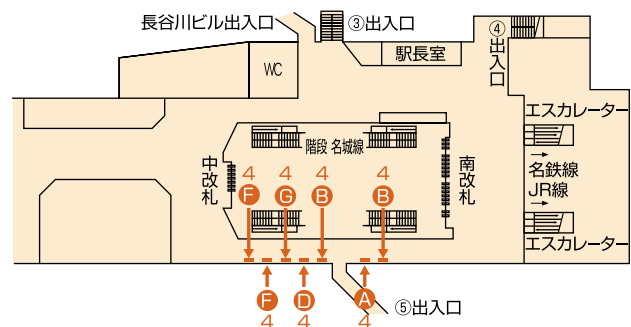 長谷川ビル出入口
③出入口
④出入口
駅長室
WC
エスカレーター
階段 名城線
中改札
南改札
名鉄線
JR線
エスカレーター
4 4 4 4
F G B B
F D A
4 4 4
⑤出入口